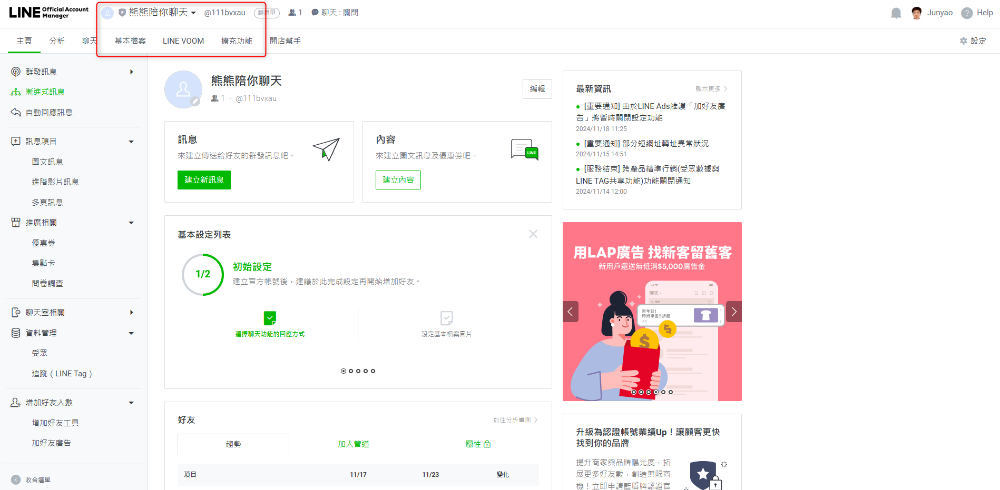 LINE Official Account Manager
熊熊陪你聊天 @111bvxau 輕用量 1 聊天 : 關閉
Junyao ? Help
主頁 分析 聊天 基本檔案 LINE VOOM 擴充功能 開店幫手 設定
群發訊息
漸進式訊息
自動回應訊息
訊息項目
圖文訊息
進階影片訊息
多頁訊息
推廣相關
優惠券
集點卡
問卷調查
聊天室相關
資料管理
受眾
追蹤（LINE Tag）
增加好友人數
增加好友工具
加好友廣告
收合選單
熊熊陪你聊天
1 · @111bvxau
編輯
訊息
來建立傳送給好友的群發訊息吧。
建立新訊息
內容
來建立圖文訊息及優惠券吧。
LINE
建立內容
基本設定列表
1/2
初始設定
建立官方帳號後，建議於此完成設定再開始增加好友。
選擇聊天功能的回應方式
設定基本檔案圖片
好友
前往分析畫面
趨勢 加入管道 屬性
項目 11/17 11/23 變化
最新資訊
顯示更多
[重要通知] 由於LINE Ads維護「加好友廣
告」將暫時關閉設定功能
2024/11/18 11:25
[重要通知] 部分短網址轉址異常狀況
2024/11/15 14:51
[服務結束] 跨產品精準行銷(受眾數據與
LINE TAG共享功能)功能關閉通知
2024/11/14 12:00
用LAP廣告 找新客留舊客
新用戶還送無低消$5,000廣告金
聊天
搜尋
新年到!
時尚單品5折起
AD
升級為認證帳號業績Up！讓顧客更快
找到你的品牌
提升商家與品牌曝光度，拓
展更多好友數，創造無限商
機！立即申請藍盾牌認證官